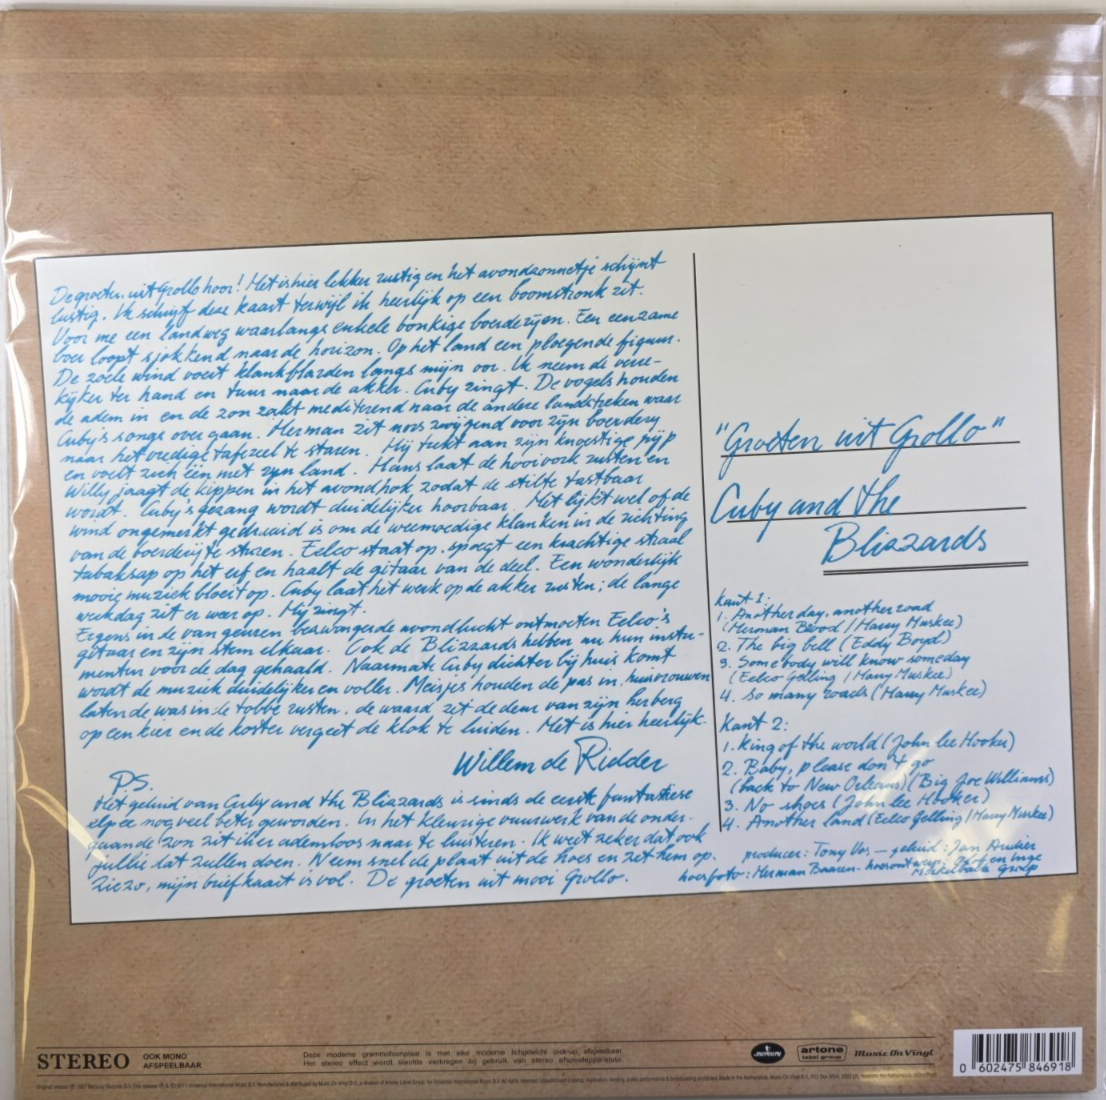 De groeten uit Grollo hoor! Het is hier lekker rustig en het avondzonnetje schijnt
lustig. Ik schrijf deze kaart terwijl ik heerlijk op een boomstronk zit.
Voor me een landweg waarlangs enkele bonkige boerderijen. Een eenzame
boer loopt sjokkend naar de horizon. Op het land een ploegende figuur.
De zoele wind voert klankflarden langs mijn oor. Ik neem de verre-
kijker ter hand en tuur naar de akker. Cuby zingt. De vogels houden
de adem in en de zon zakt mediterend naar de andere landstreken waar
Cuby's songs over gaan. Herman zit nors zwijgend voor zijn boerderij
naar het vredige tafereel te staren. Hij trekt aan zijn knoestige pijp
en voelt zich één met zijn land. Hans laat de hooivork rusten en
Willy jaagt de kippen in het avondhok zodat de stilte tastbaar
wordt. Cuby's gezang wordt duidelijker hoorbaar. Het lijkt wel of de
wind ongemerkt gedraaid is om de weemoedige klanken in de richting
van de boerderij te sturen. Eelco staat op, spoegt een krachtige straal
tabaksap op het erf en haalt de gitaar van de deel. Een wonderlijk
mooie muziek bloeit op. Cuby laat het werk op de akker rusten; de lange
werkdag zit er weer op. Hij zingt.
Ergens in de van geuren bezwangerde avondlucht ontmoeten Eelco's
gitaar en zijn stem elkaar. Ook de Blizzards hebben nu hun instru-
menten voor de dag gehaald. Naarmate Cuby dichter bij huis komt
wordt de muziek duidelijker en voller. Meisjes houden de pas in, huisvrouwen
laten de was in de tobbe rusten, de waard zet de deur van zijn herberg
op een kier en de koster vergeet de klok te luiden. Het is hier heerlijk.
Willem de Ridder
P.S.
Het geluid van Cuby and the Blizzards is sinds de eerste fantastiese
elpee nog veel beter geworden. In het kleurige vuurwerk van de onder-
gaande zon zit ik er ademloos naar te luisteren. Ik weet zeker dat ook
jullie dat zullen doen. Neem snel de plaat uit de hoes en zet hem op.
Ziezo, mijn briefkaart is vol. De groeten uit mooi Grollo.
"Groeten uit Grollo"
Cuby and the
Blizzards
Kant 1:
1. Another day, another road
(Herman Brood / Harry Muskee)
2. The big bell (Eddy Boyd)
3. Somebody will know someday
(Eelco Gelling / Harry Muskee)
4. So many roads (Harry Muskee)
Kant 2:
1. King of the world (John Lee Hooker)
2. Baby, please don't go
(back to New Orleans) (Big Joe Williams)
3. No shoes (John Lee Hooker)
4. Another land (Eelco Gelling / Harry Muskee)
producer: Tony Vos - geluid: Jan Audier
hoesfoto: Herman Baaren - hoesontwerp:
STEREO
OOK MONO
AFSPEELBAAR
Deze moderne grammofoonplaat is met elke moderne lichtgewicht pick-up afspeelbaar.
Het stereo effect wordt slechts verkregen bij gebruik van stereo afspeelapparatuur.
mercury
artone
label group
Music On Vinyl
0 602475 846918